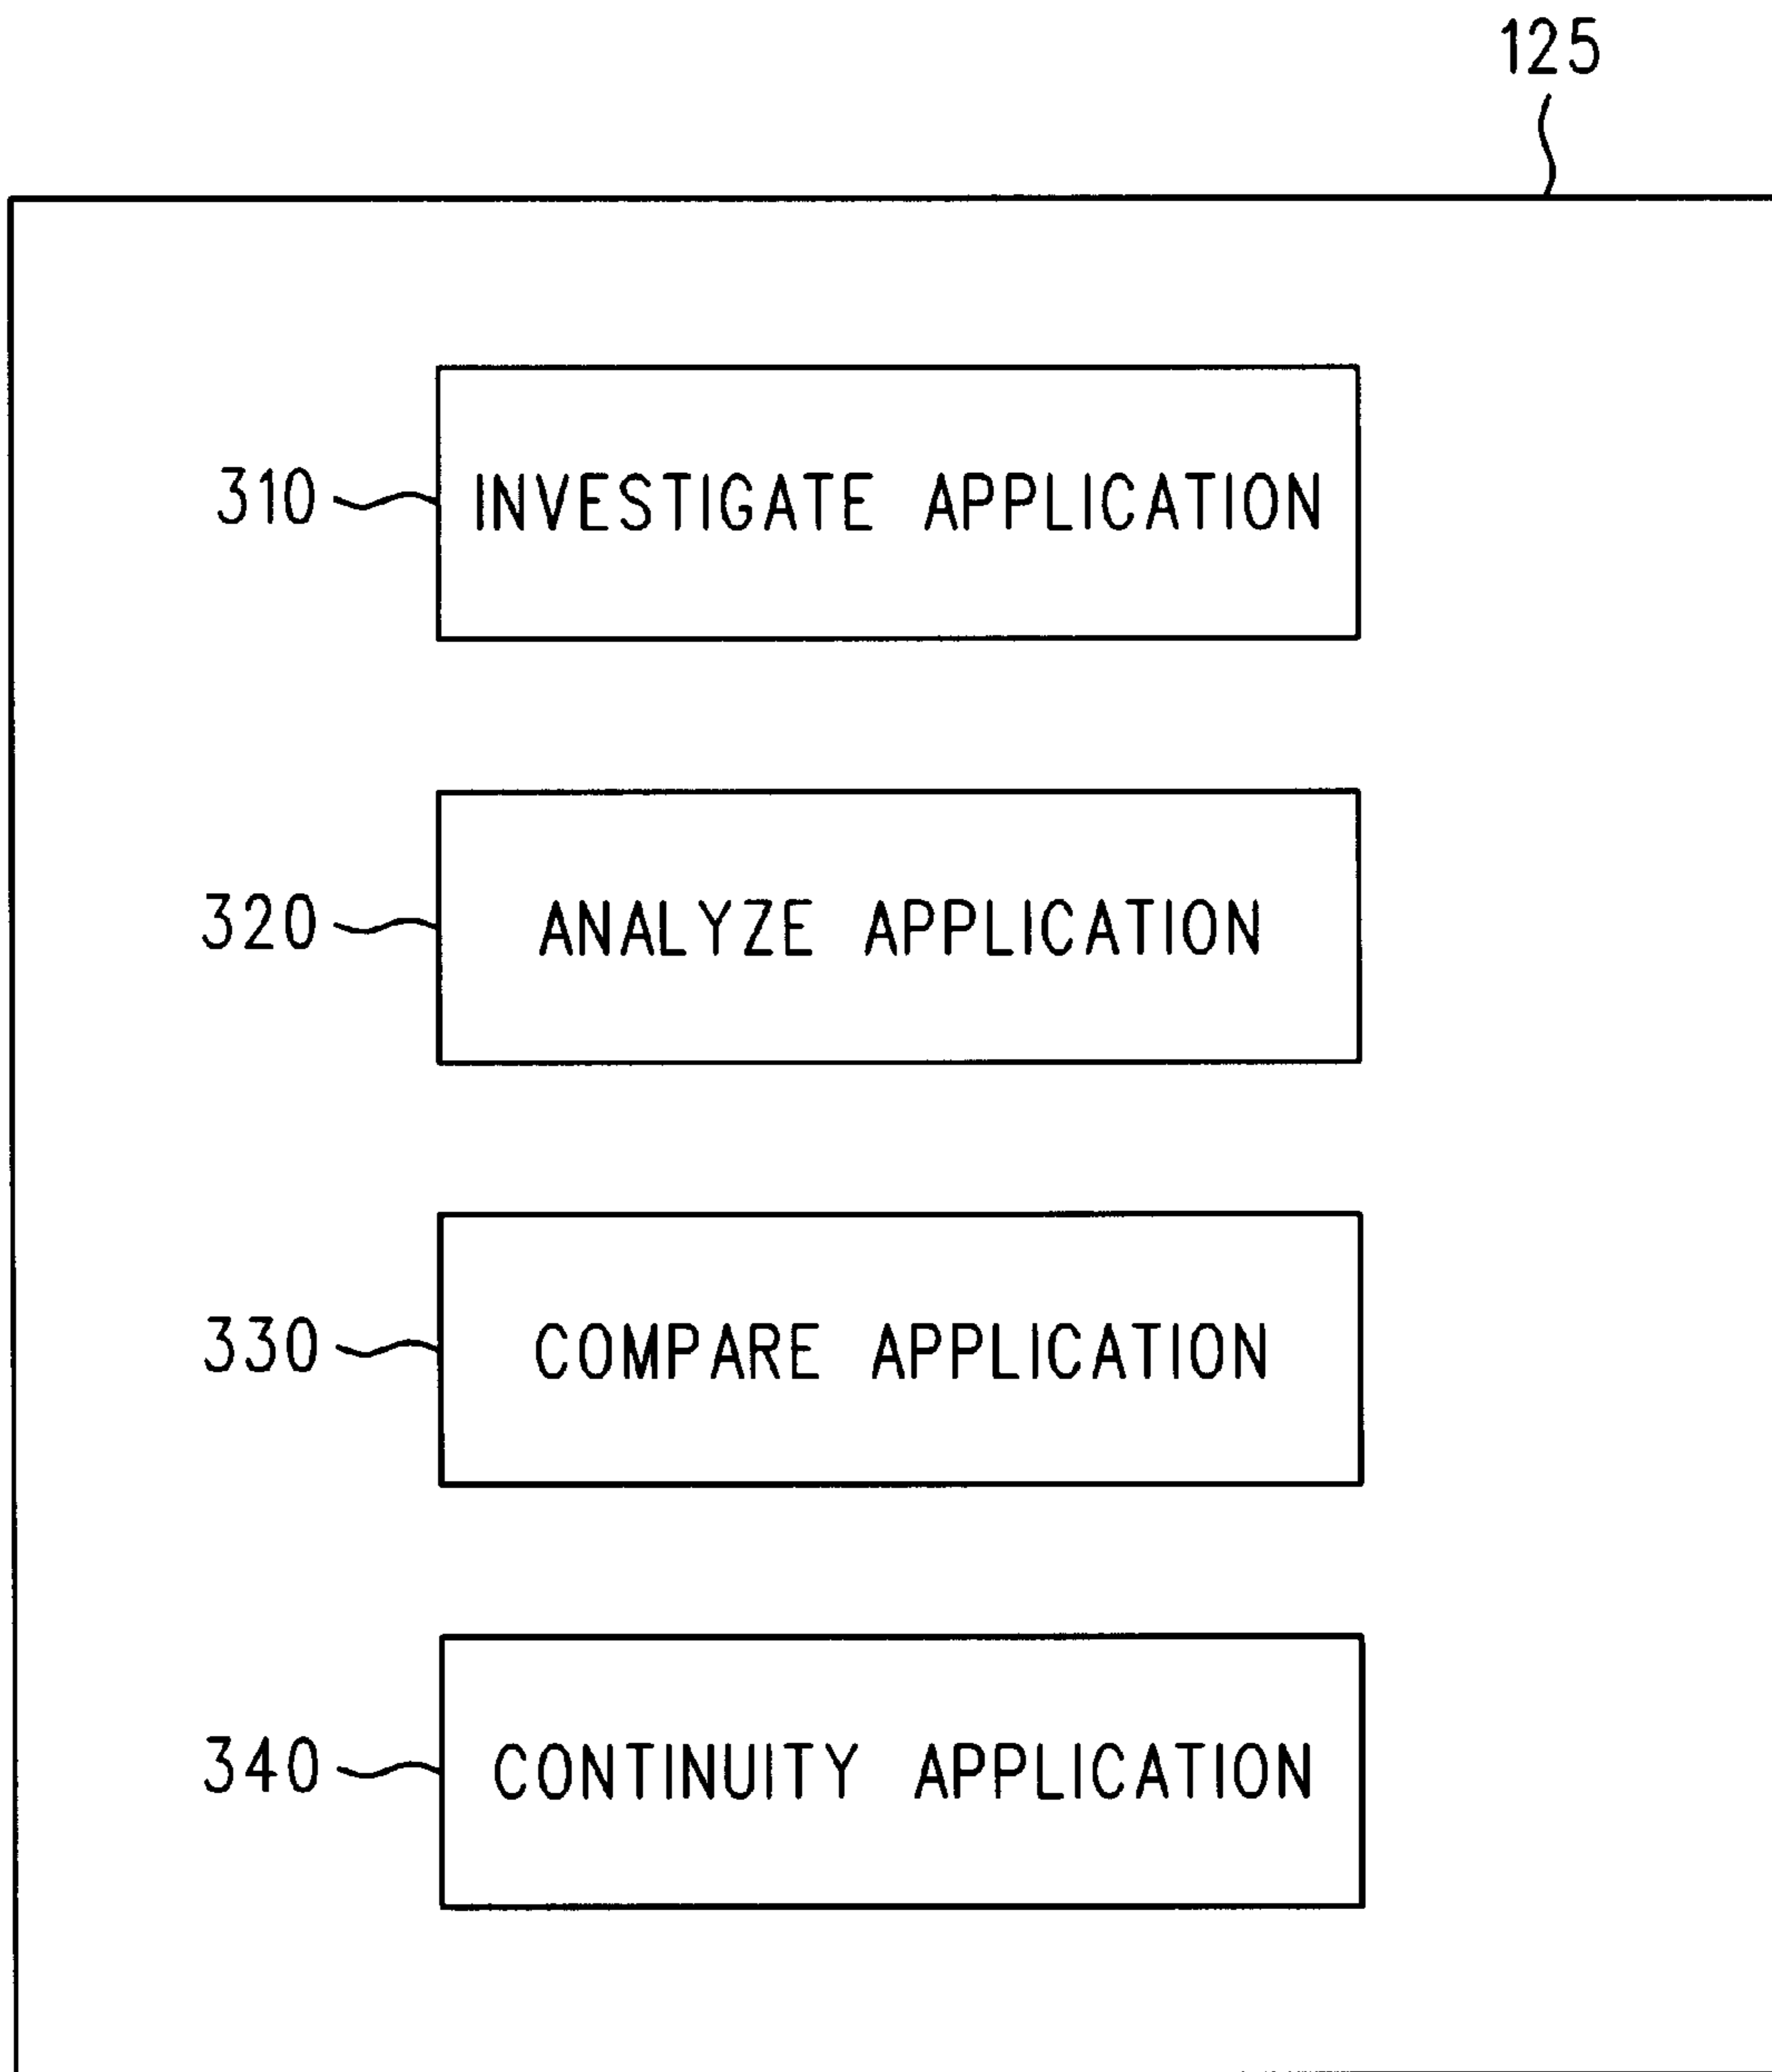 125
310 INVESTIGATE APPLICATION
320 ANALYZE APPLICATION
330 COMPARE APPLICATION
340 CONTINUITY APPLICATION